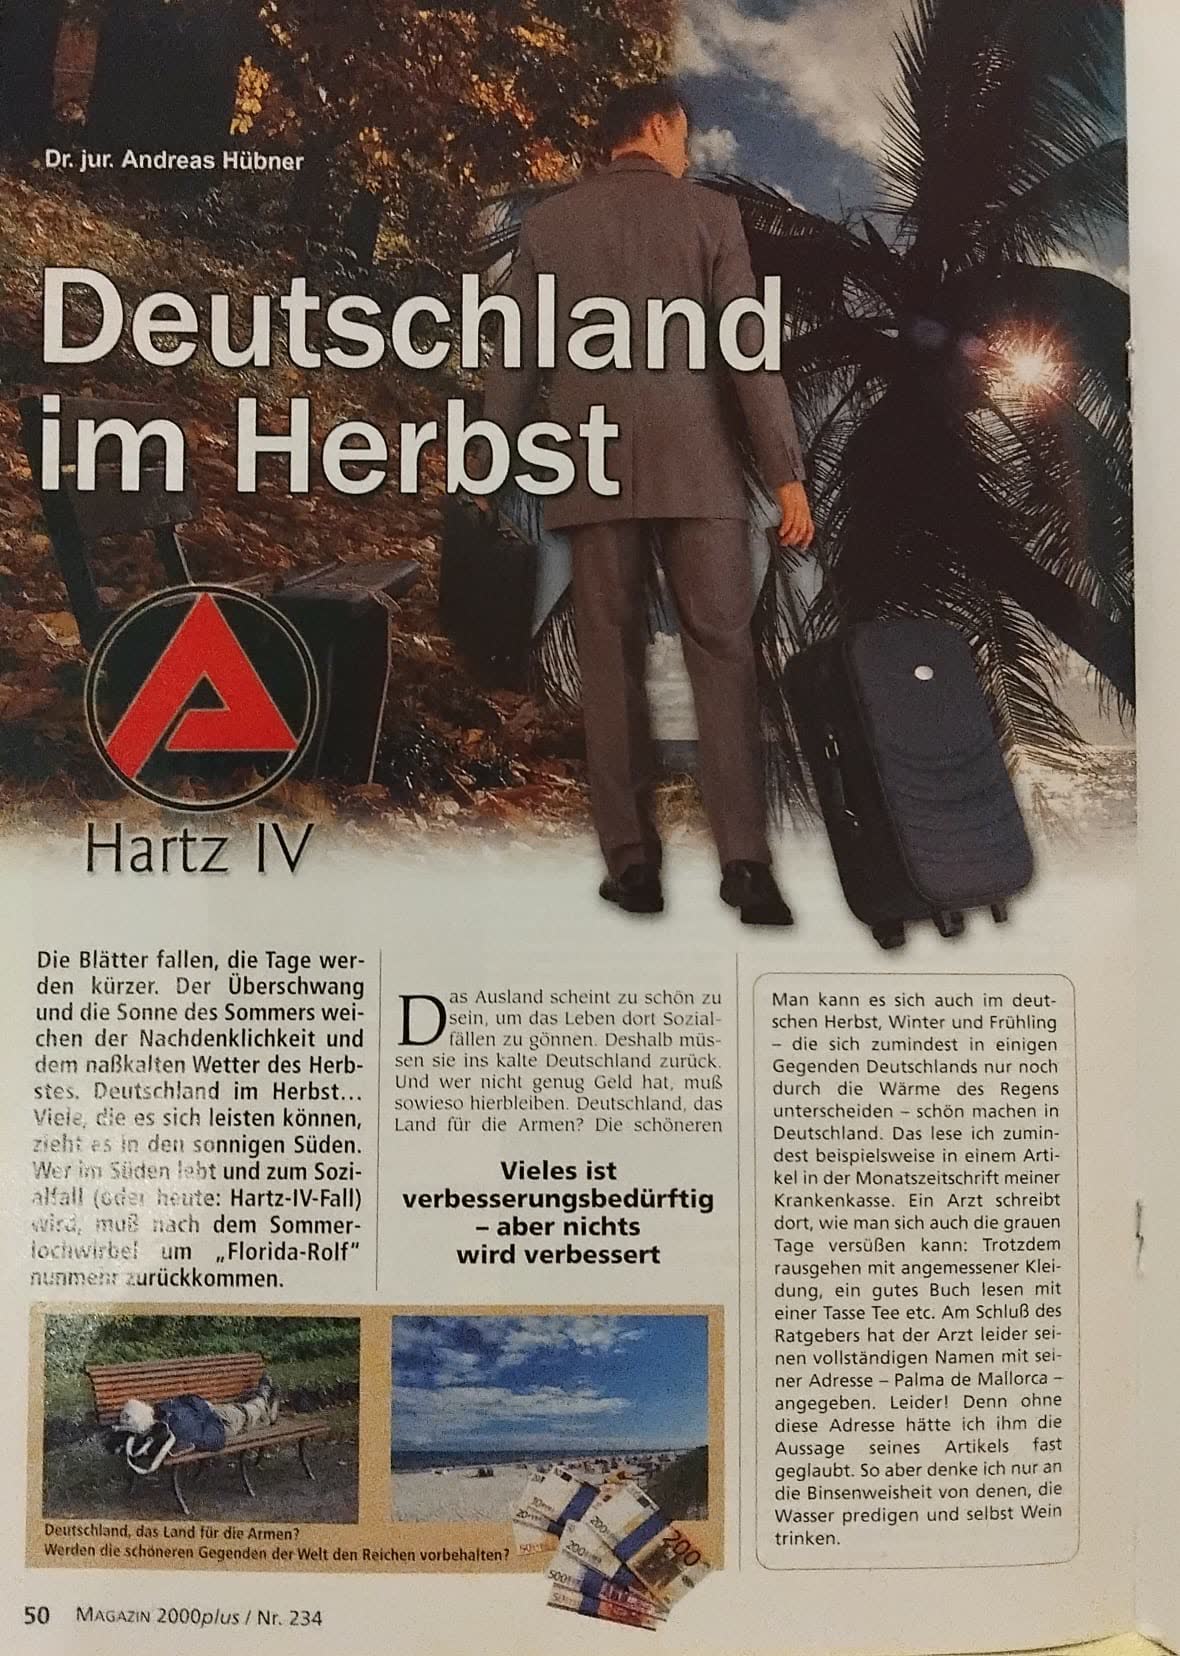 Dr. jur. Andreas Hübner
Deutschland
im Herbst
Hartz IV
Die Blätter fallen, die Tage wer-
den kürzer. Der Überschwang
und die Sonne des Sommers wei-
chen der Nachdenklichkeit und
dem naßkalten Wetter des Herb-
stes. Deutschland im Herbst...
Viele, die es sich leisten können,
zieht es in den sonnigen Süden.
Wer im Süden lebt und zum Sozi-
alfall (oder heute: Hartz-IV-Fall)
wird, muß nach dem Sommer-
lochwirbel um „Florida-Rolf“
nunmehr zurückkommen.
Das Ausland scheint zu schön zu
sein, um das Leben dort Sozial-
fällen zu gönnen. Deshalb müs-
sen sie ins kalte Deutschland zurück.
Und wer nicht genug Geld hat, muß
sowieso hierbleiben. Deutschland, das
Land für die Armen? Die schöneren
Vieles ist
verbesserungsbedürftig
– aber nichts
wird verbessert
Man kann es sich auch im deut-
schen Herbst, Winter und Frühling
– die sich zumindest in einigen
Gegenden Deutschlands nur noch
durch die Wärme des Regens
unterscheiden – schön machen in
Deutschland. Das lese ich zumin-
dest beispielsweise in einem Arti-
kel in der Monatszeitschrift meiner
Krankenkasse. Ein Arzt schreibt
dort, wie man sich auch die grauen
Tage versüßen kann: Trotzdem
rausgehen mit angemessener Klei-
dung, ein gutes Buch lesen mit
einer Tasse Tee etc. Am Schluß des
Ratgebers hat der Arzt leider sei-
nen vollständigen Namen mit sei-
ner Adresse – Palma de Mallorca –
angegeben. Leider! Denn ohne
diese Adresse hätte ich ihm die
Aussage seines Artikels fast
geglaubt. So aber denke ich nur an
die Binsenweisheit von denen, die
Wasser predigen und selbst Wein
trinken.
Deutschland, das Land für die Armen?
Werden die schöneren Gegenden der Welt den Reichen vorbehalten?
200
200
500
50 MAGAZIN 2000plus / Nr. 234